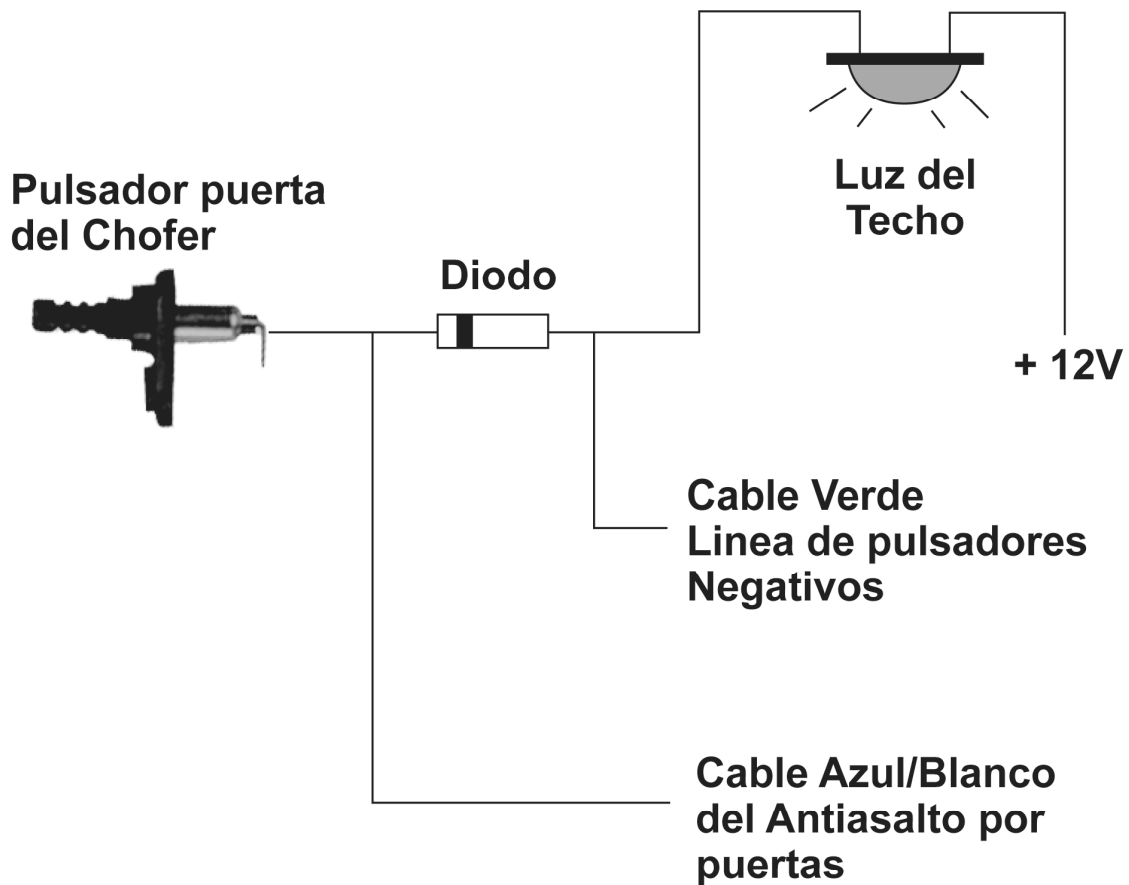 Luz del
Techo
Pulsador puerta
del Chofer
Diodo
+ 12V
Cable Verde
Linea de pulsadores
Negativos
Cable Azul/Blanco
del Antiasalto por
puertas